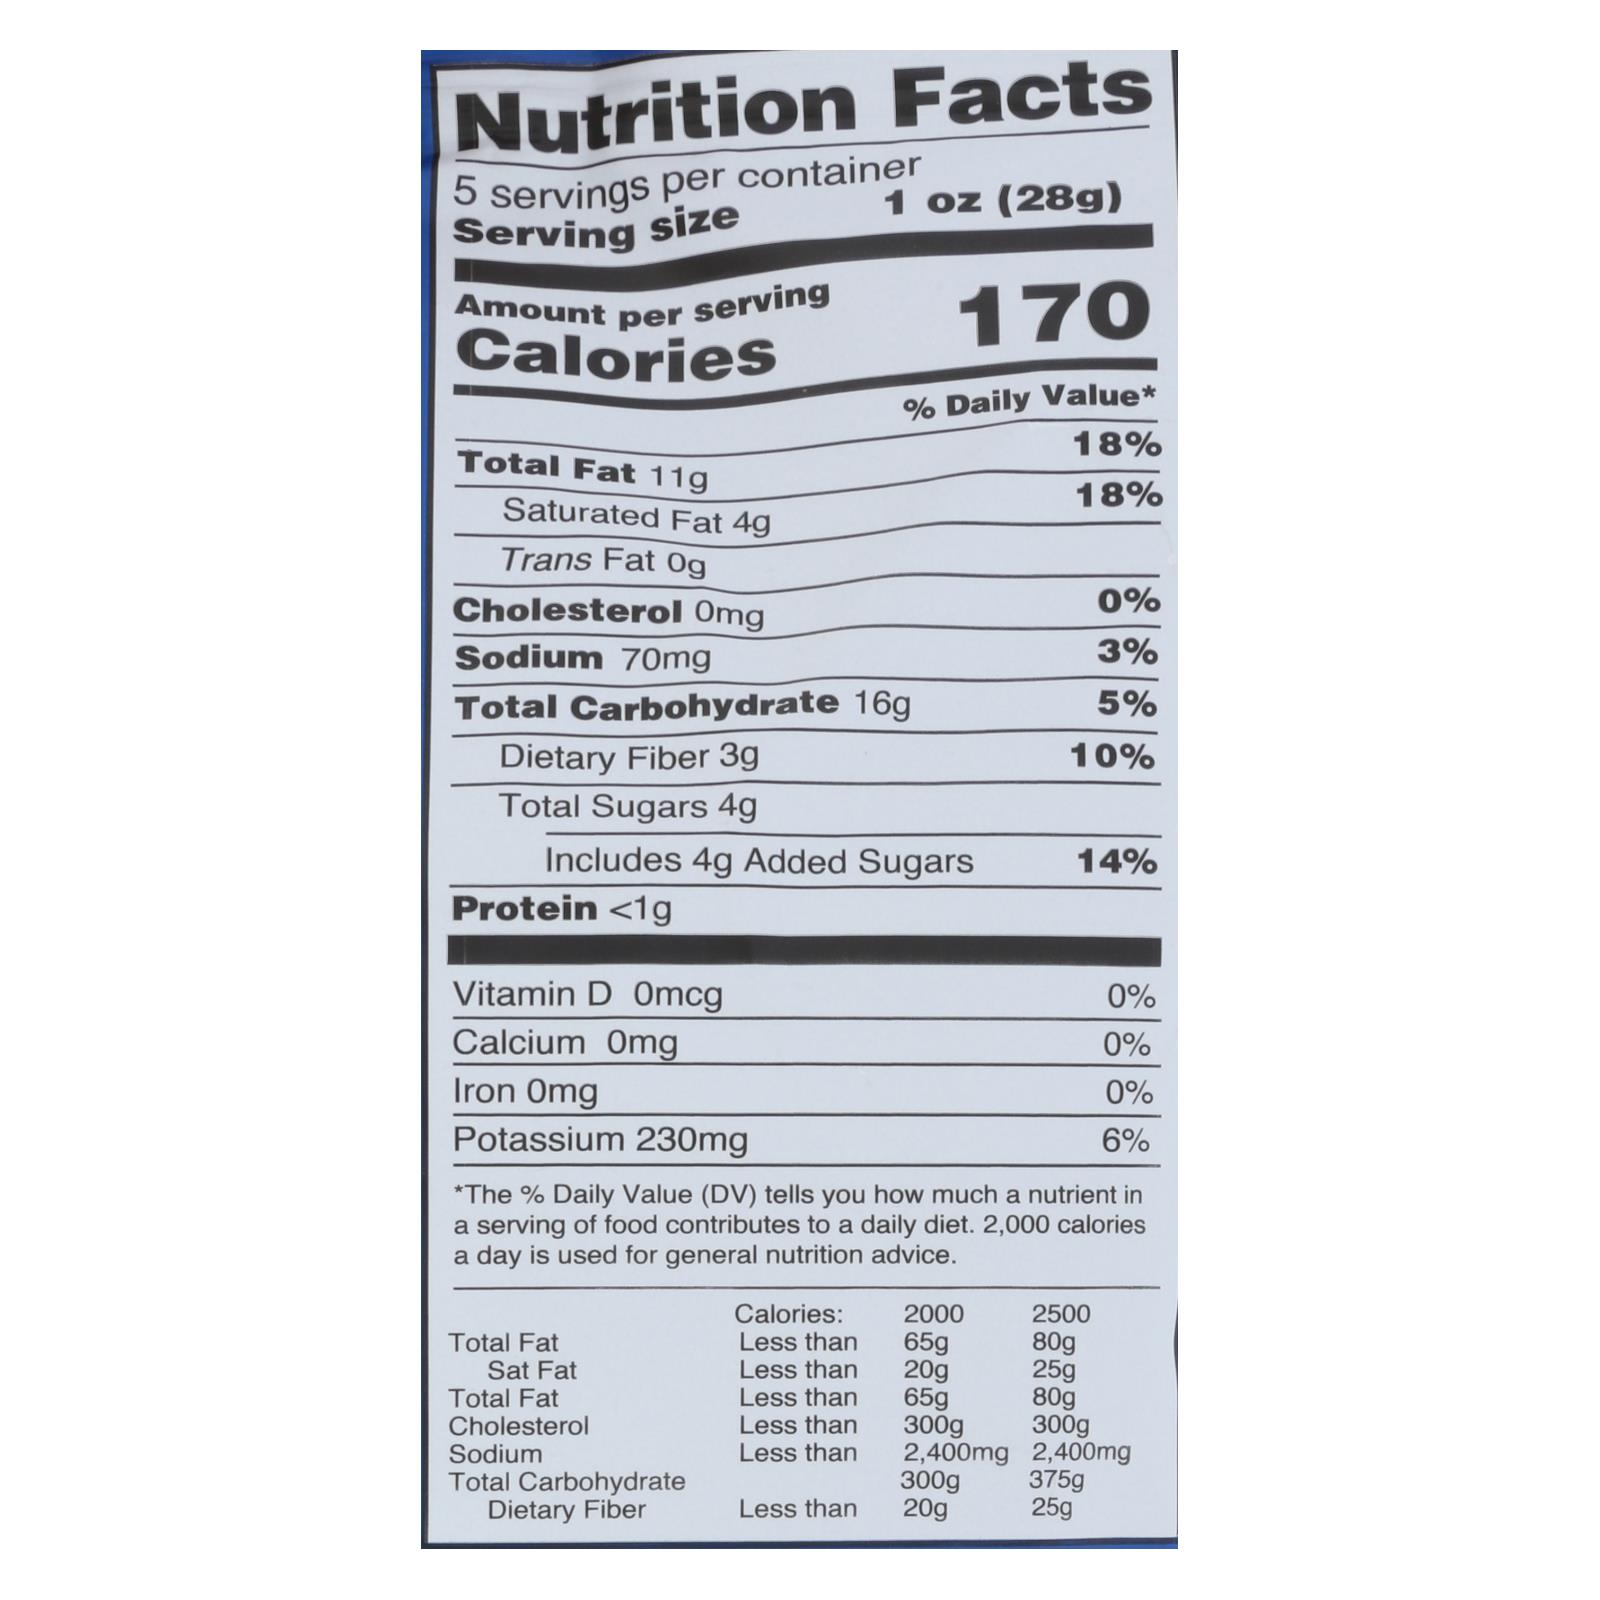 Nutrition Facts
5 servings per container
Serving size 1 oz (28g)
Amount per serving
Calories 170
% Daily Value*
Total Fat 11g 18%
Saturated Fat 4g 18%
Trans Fat 0g
Cholesterol 0mg 0%
Sodium 70mg 3%
Total Carbohydrate 16g 5%
Dietary Fiber 3g 10%
Total Sugars 4g
Includes 4g Added Sugars 14%
Protein <1g
Vitamin D 0mcg 0%
Calcium 0mg 0%
Iron 0mg 0%
Potassium 230mg 6%
*The % Daily Value (DV) tells you how much a nutrient in
a serving of food contributes to a daily diet. 2,000 calories
a day is used for general nutrition advice.
Calories: 2000 2500
Total Fat Less than 65g 80g
Sat Fat Less than 20g 25g
Total Fat Less than 65g 80g
Cholesterol Less than 300g 300g
Sodium Less than 2,400mg 2,400mg
Total Carbohydrate 300g 375g
Dietary Fiber Less than 20g 25g